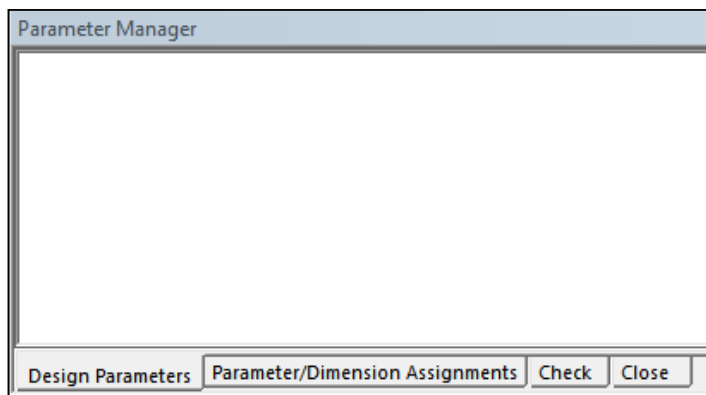 Parameter Manager
Design Parameters Parameter/Dimension Assignments Check Close